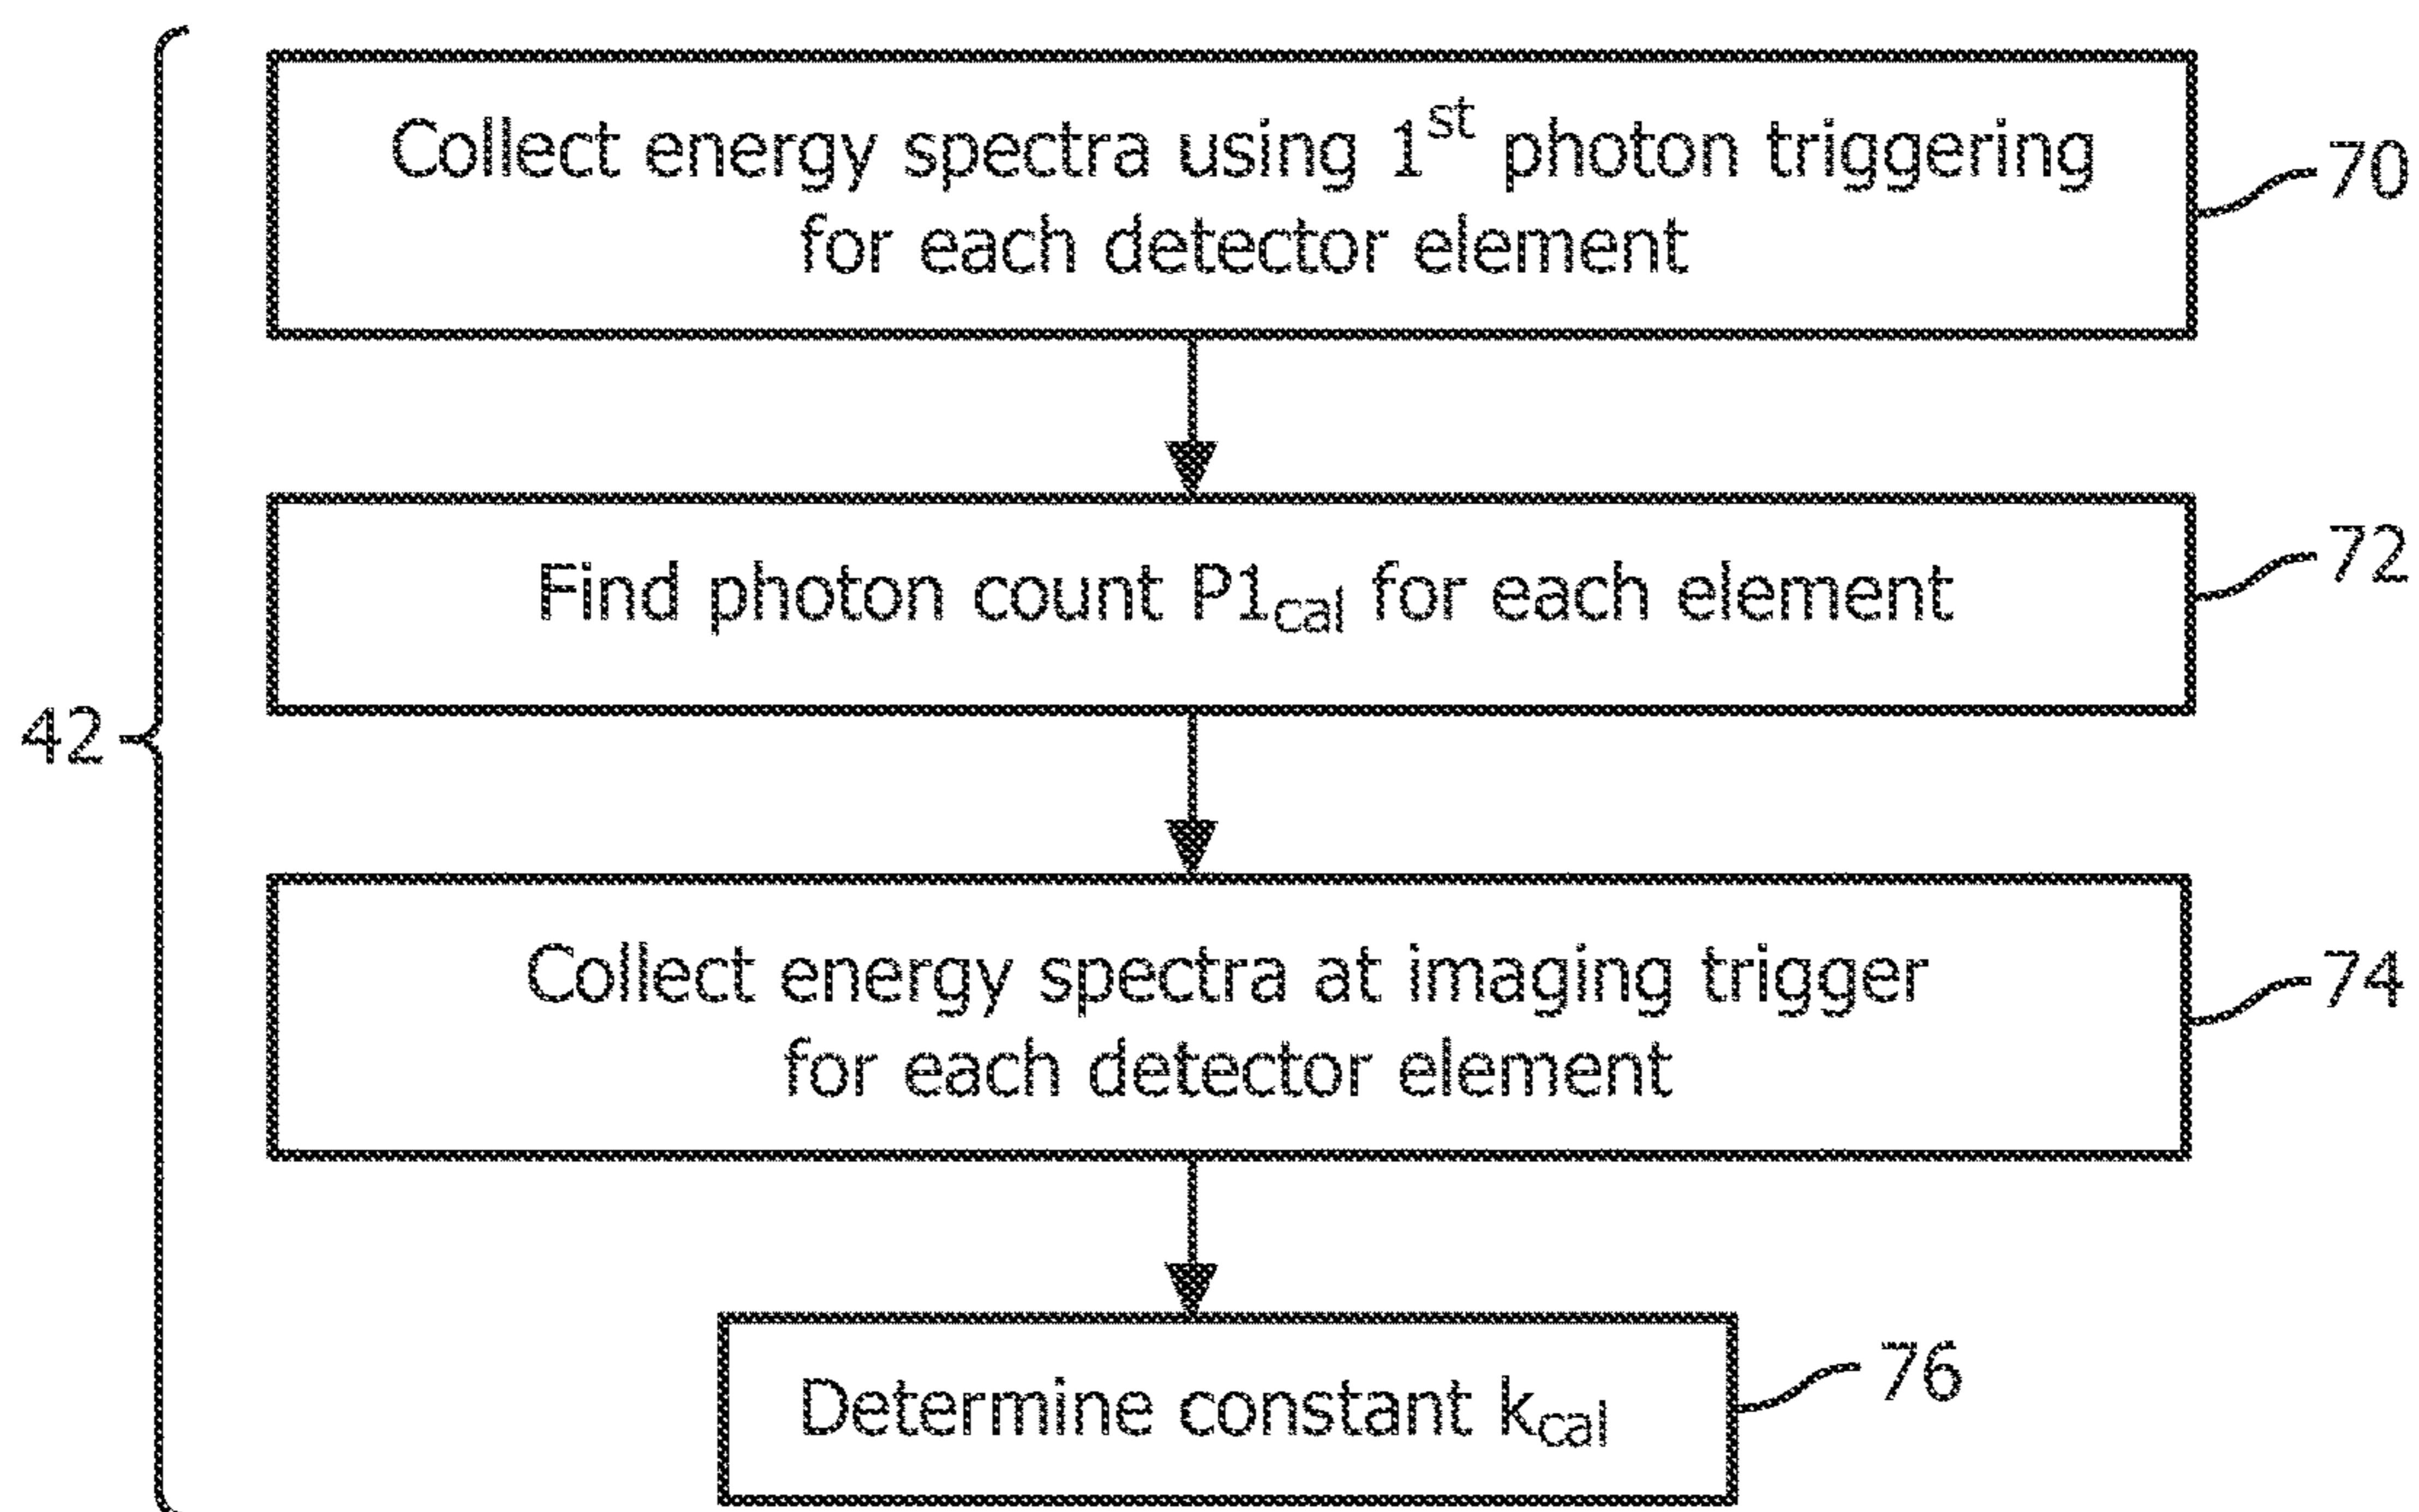 Collect energy spectra using 1st photon triggering
for each detector element
70
Find photon count P1cal for each element
72
42
Collect energy spectra at imaging trigger
for each detector element
74
Determine constant kcal
76